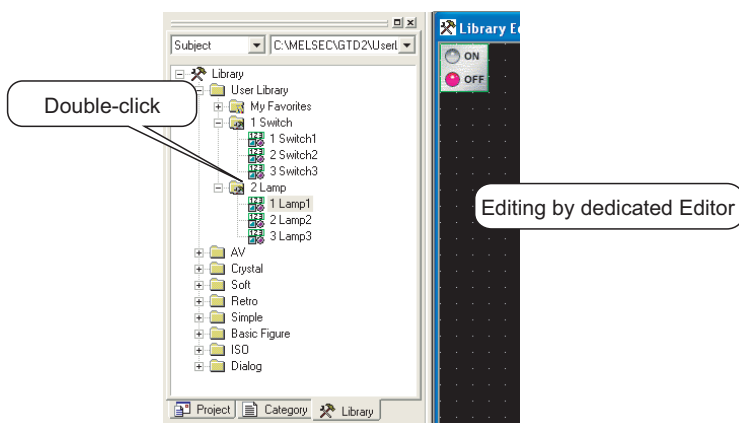 Subject
C:\MELSEC\GTD2\Userl
Library
User Library
My Favorites
1 Switch
1 Switch1
2 Switch2
3 Switch3
2 Lamp
1 Lamp1
2 Lamp2
3 Lamp3
AV
Crystal
Soft
Retro
Simple
Basic Figure
ISO
Dialog
Project
Category
Library
Double-click
Library E
ON
OFF
Editing by dedicated Editor